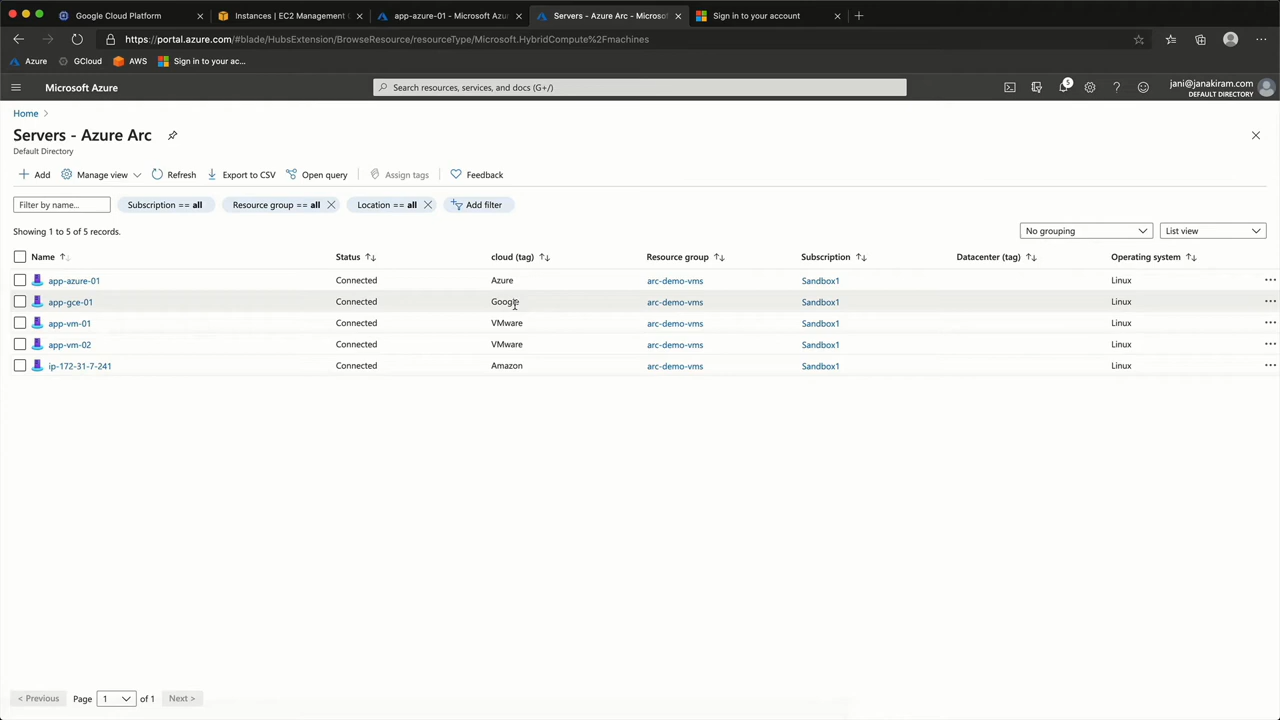 Google Cloud Platform
Instances | EC2 Management
app-azure-01 - Microsoft Azu
Servers - Azure Arc - Microso
Sign in to your account
https://portal.azure.com/#blade/HubsExtension/BrowseResource/resourceType/Microsoft.HybridCompute%2Fmachines
Azure GCloud AWS Sign in to your ac...
Microsoft Azure
Search resources, services, and docs (G+/)
5
jani@janakiram.com
DEFAULT DIRECTORY
Home
Servers - Azure Arc
Default Directory
Add Manage view Refresh Export to CSV Open query Assign tags Feedback
Filter by name... Subscription == all Resource group == all Location == all Add filter
Showing 1 to 5 of 5 records.
No grouping List view
Name Status cloud (tag) Resource group Subscription Datacenter (tag) Operating system
app-azure-01 Connected Azure arc-demo-vms Sandbox1 Linux
app-gce-01 Connected Google arc-demo-vms Sandbox1 Linux
app-vm-01 Connected VMware arc-demo-vms Sandbox1 Linux
app-vm-02 Connected VMware arc-demo-vms Sandbox1 Linux
ip-172-31-7-241 Connected Amazon arc-demo-vms Sandbox1 Linux
< Previous Page 1 of 1 Next >